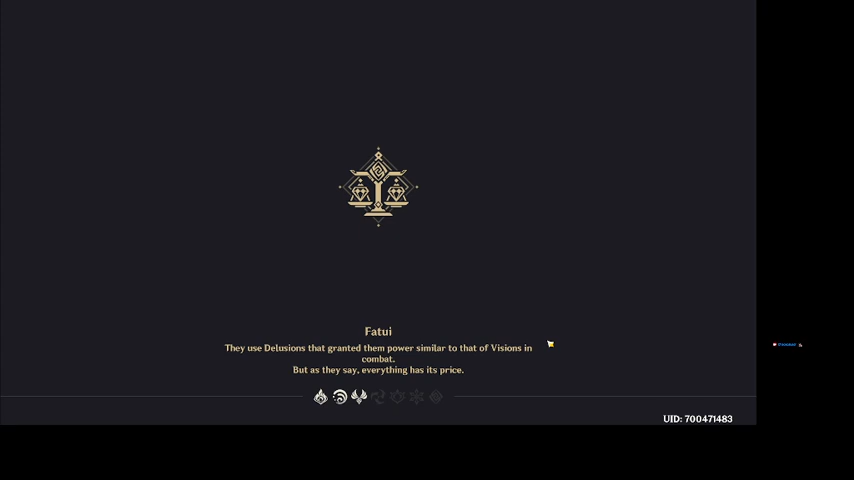 Fatui
They use Delusions that granted them power similar to that of Visions in
combat.
But as they say, everything has its price.
UID: 700471483